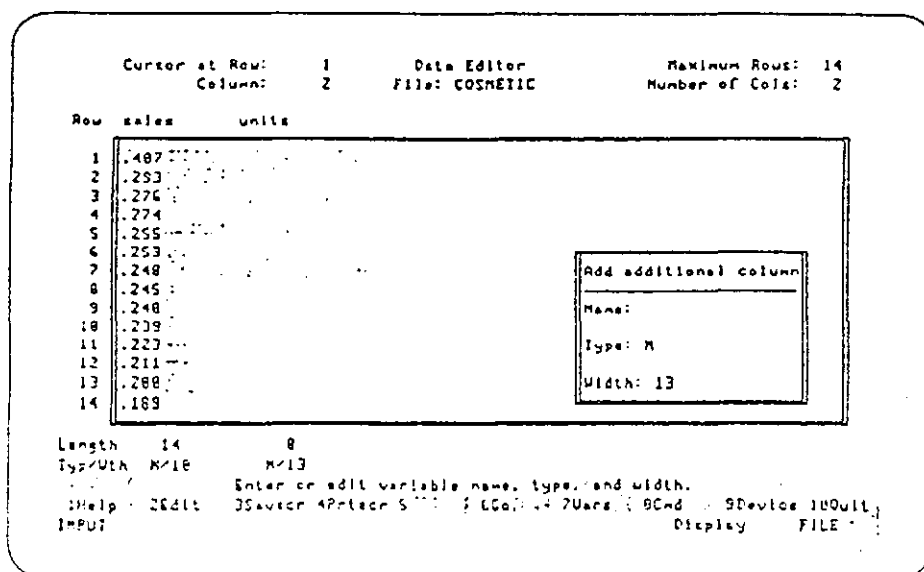 Cursor at Row: 1 Data Editor Maximum Rows: 14
Column: 2 File: COSMETIC Number of Cols: 2
Row sales units
1 .487
2 .253
3 .276
4 .274
5 .255
6 .253
7 .248
8 .245
9 .240
10 .239
11 .223
12 .211
13 .200
14 .189
Add additional column
Name:
Type: N
Width: 13
Length 14 0
Typ/Wth N/10 N/13
Enter or edit variable name, type, and width.
1Help 2Edit 3Savscr 4Prtscr 5 6Go 7Vars 8Cmd 9Device 10Quit
INPUT Display FILE